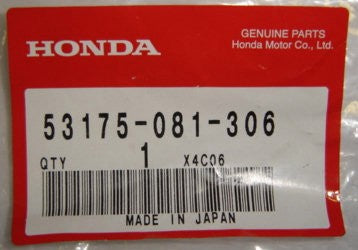 HONDA
GENUINE PARTS
Honda Motor Co., Ltd.
53175-081-306
QTY 1 X4C06
MADE IN JAPAN